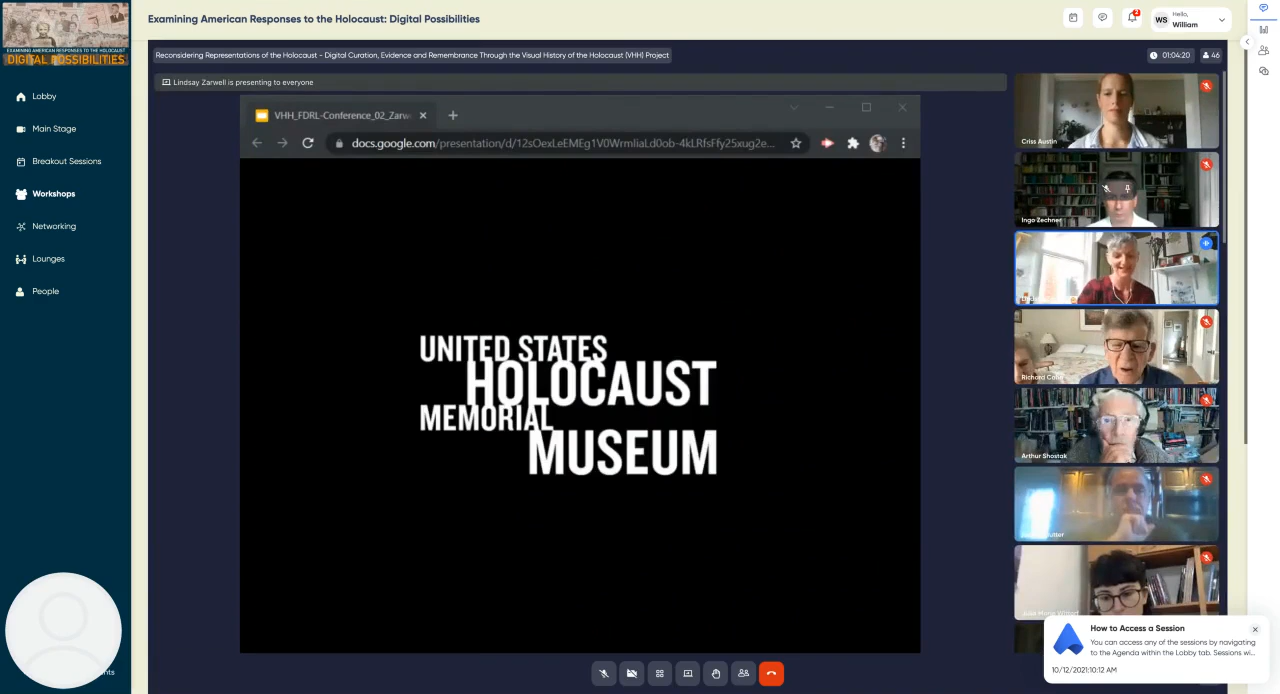 EXAMINING AMERICAN RESPONSES TO THE HOLOCAUST:
DIGITAL POSSIBILITIES
Lobby
Main Stage
Breakout Sessions
Workshops
Networking
Lounges
People
Examining American Responses to the Holocaust: Digital Possibilities
2
WS
Hello,
William
Reconsidering Representations of the Holocaust - Digital Curation, Evidence and Remembrance Through the Visual History of the Holocaust (VHH) Project
01:04:20
46
Lindsay Zarwell is presenting to everyone
VHH_FDRL-Conference_02_Zarw
docs.google.com/presentation/d/12sOexLeEMEg1V0WrmliaLd0ob-4kLRfsFfy25xug2e...
UNITED STATES
HOLOCAUST
MEMORIAL
MUSEUM
Criss Austin
Ingo Zechner
Richard
Arthur Shostak
How to Access a Session
You can access any of the sessions by navigating
to the Agenda within the Lobby tab. Sessions wi...
10/12/2021:10:12 AM